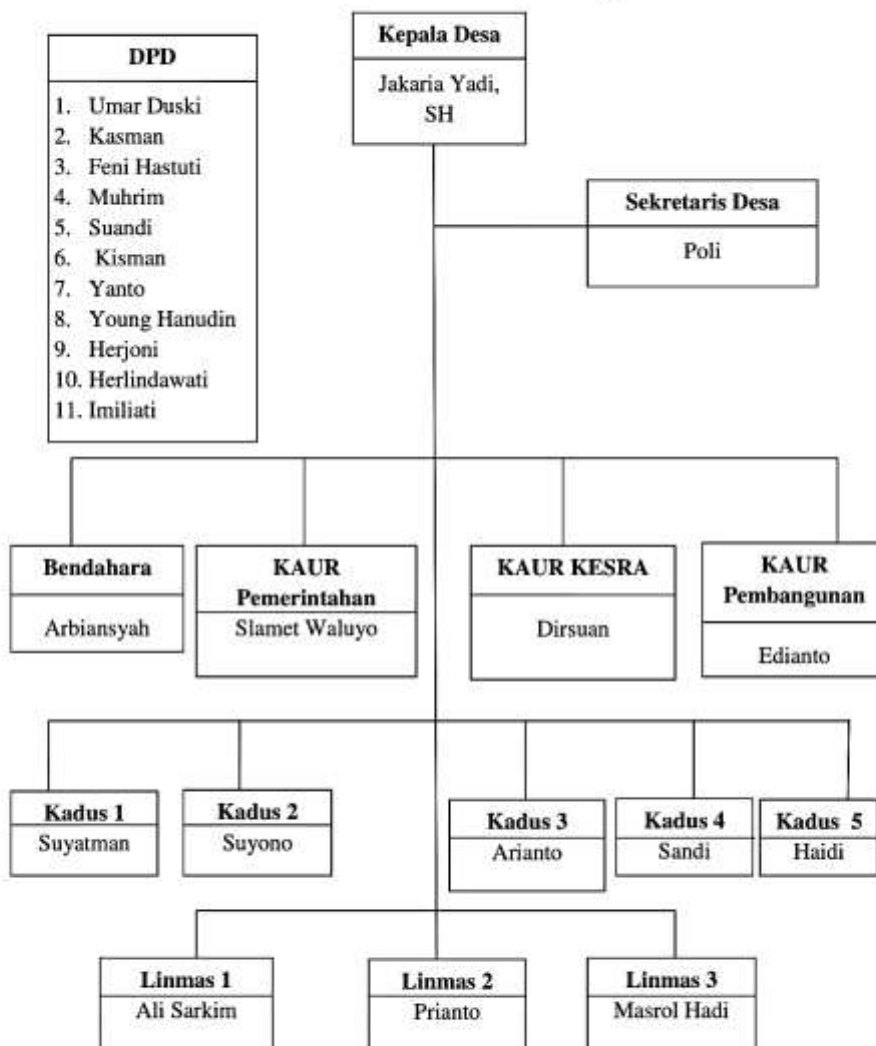 Kepala Desa
Jakaria Yadi,
SH
DPD
1. Umar Duski
2. Kasman
3. Feni Hastuti
4. Muhrim
5. Suandi
6. Kisman
7. Yanto
8. Young Hanudin
9. Herjoni
10. Herlindawati
11. Imiliati
Sekretaris Desa
Poli
Bendahara
Arbiansyah
KAUR
Pemerintahan
Slamet Waluyo
KAUR KESRA
Dirsuan
KAUR
Pembangunan
Edianto
Kadus 1
Suyatman
Kadus 2
Suyono
Kadus 3
Arianto
Kadus 4
Sandi
Kadus 5
Haidi
Linmas 1
Ali Sarkim
Linmas 2
Prianto
Linmas 3
Masrol Hadi